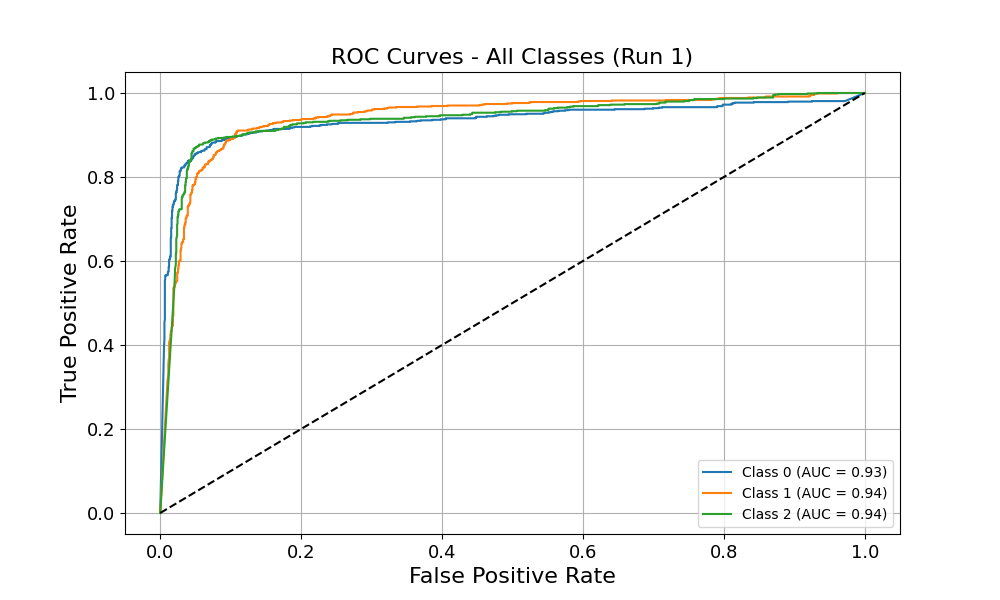 ROC Curves - All Classes (Run 1)
True Positive Rate
1.0
0.8
0.6
0.4
0.2
0.0
Class 0 (AUC = 0.93)
Class 1 (AUC = 0.94)
Class 2 (AUC = 0.94)
0.0 0.2 0.4 0.6 0.8 1.0
False Positive Rate